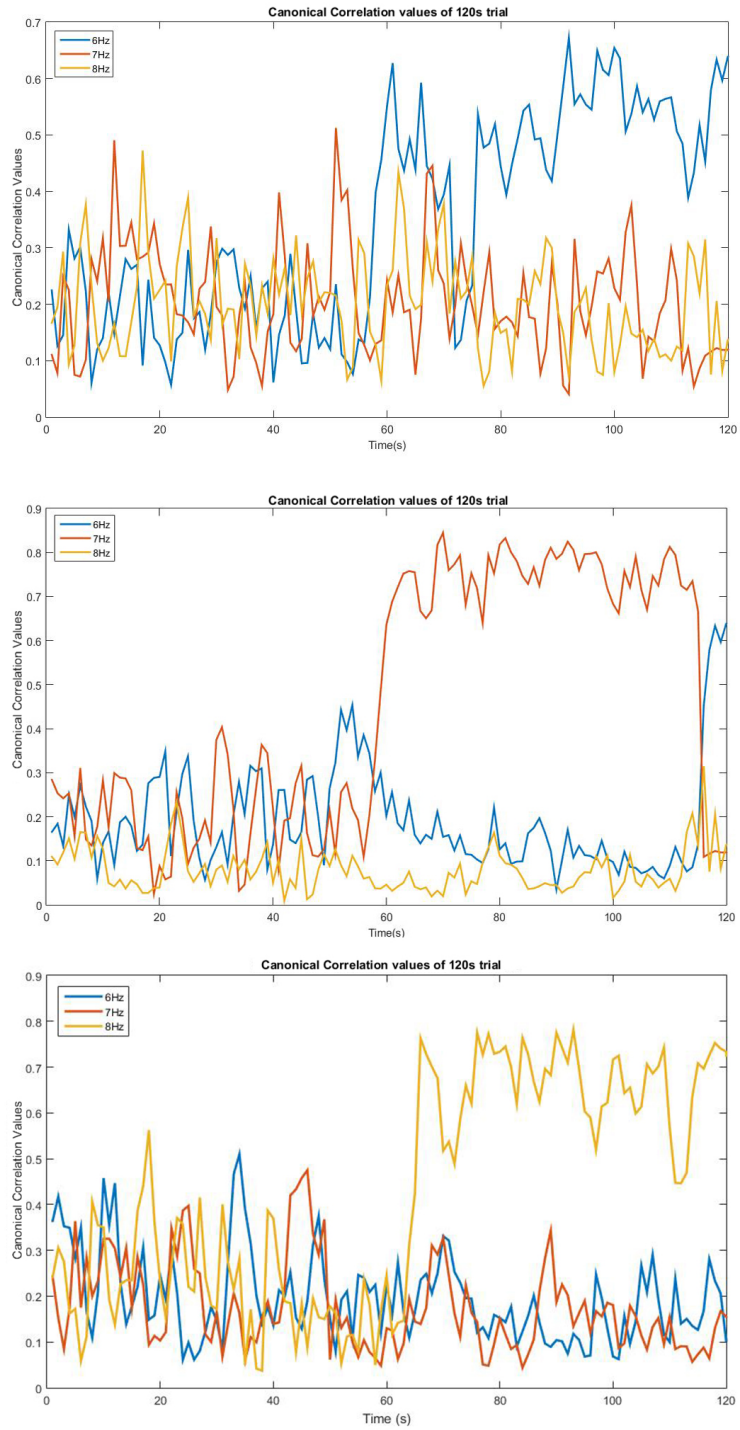 Canonical Correlation values of 120s trial
0.7
0.6
0.5
0.4
0.3
0.2
0.1
0
Canonical Correlation Values
6Hz
7Hz
8Hz
0 20 40 60 80 100 120
Time(s)
Canonical Correlation values of 120s trial
0.9
0.8
0.7
0.6
0.5
0.4
0.3
0.2
0.1
0
Canonical Correlation Values
6Hz
7Hz
8Hz
0 20 40 60 80 100 120
Time(s)
Canonical Correlation values of 120s trial
0.9
0.8
0.7
0.6
0.5
0.4
0.3
0.2
0.1
0
Canonical Correlation Values
6Hz
7Hz
8Hz
0 20 40 60 80 100 120
Time (s)